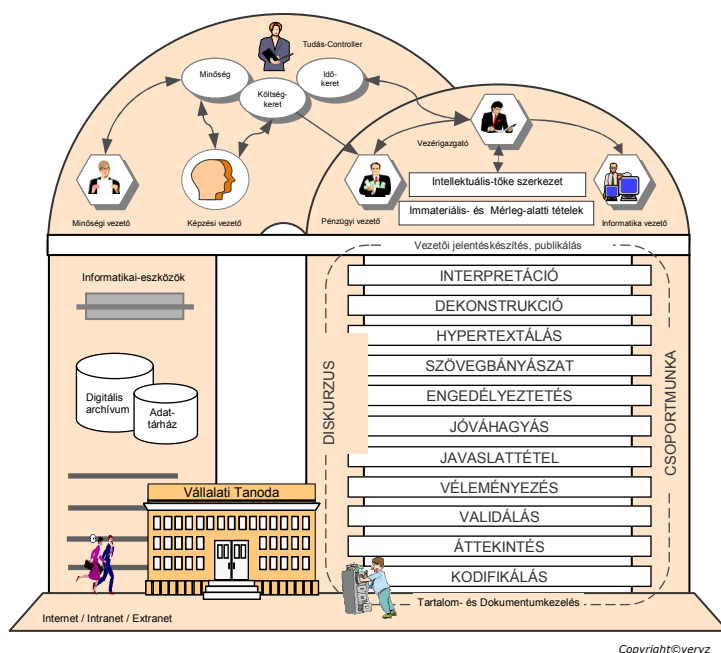 Tudás-Controller
Minőség
Idő-
keret
Költség-
keret
Vezérigazgató
Intellektuális-tőke szerkezet
Immateriális- és Mérleg-alatti tételek
Minőségi vezető
Képzési vezető
Pénzügyi vezető
Informatika vezető
Vezetői jelentéskészítés, publikálás
Informatikai-eszközök
INTERPRETÁCIÓ
DEKONSTRUKCIÓ
HYPERTEXTÁLÁS
SZÖVEGBÁNYÁSZAT
ENGEDÉLYEZTETÉS
JÓVÁHAGYÁS
JAVASLATTÉTEL
VÉLEMÉNYEZÉS
VALIDÁLÁS
ÁTTEKINTÉS
KODIFIKÁLÁS
DISKURZUS
CSOPORTMUNKA
Digitális
archívum
Adat-
tárház
Vállalati Tanoda
Tartalom- és Dokumentumkezelés
Internet / Intranet / Extranet
Copyright©veryz